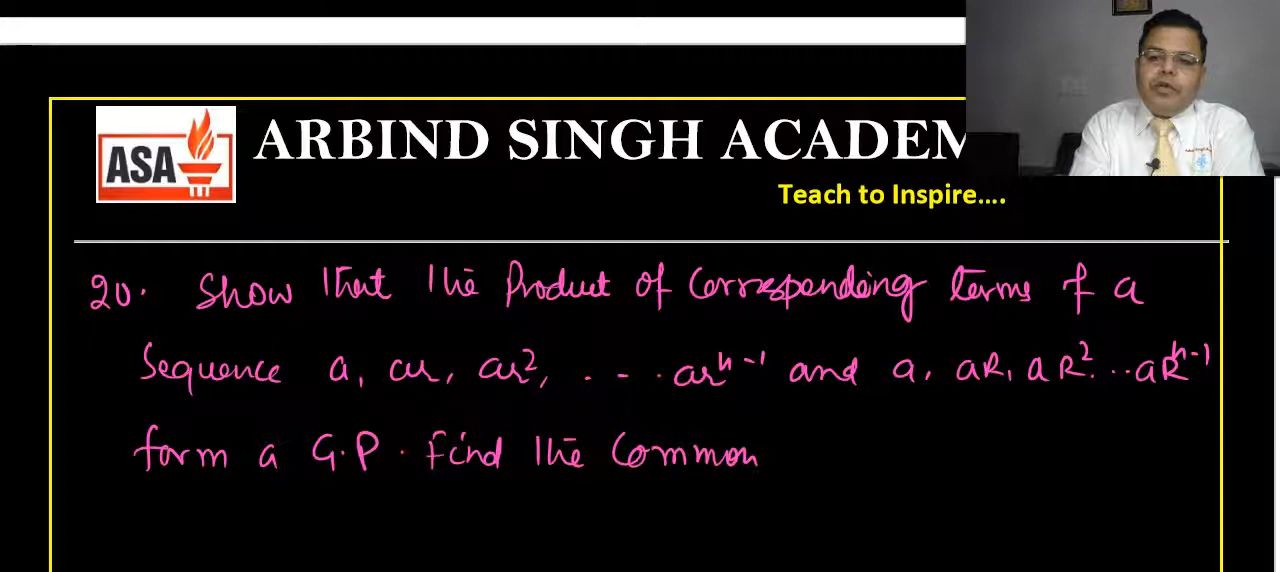 ASA
ARBIND SINGH ACADEM
Teach to Inspire....
20. Show that the Product of Corresponding terms of a
Sequence a, ar, ar², . - - . arⁿ⁻¹ and a, aR, aR² . .. aRⁿ⁻¹
form a G.P. Find the Common